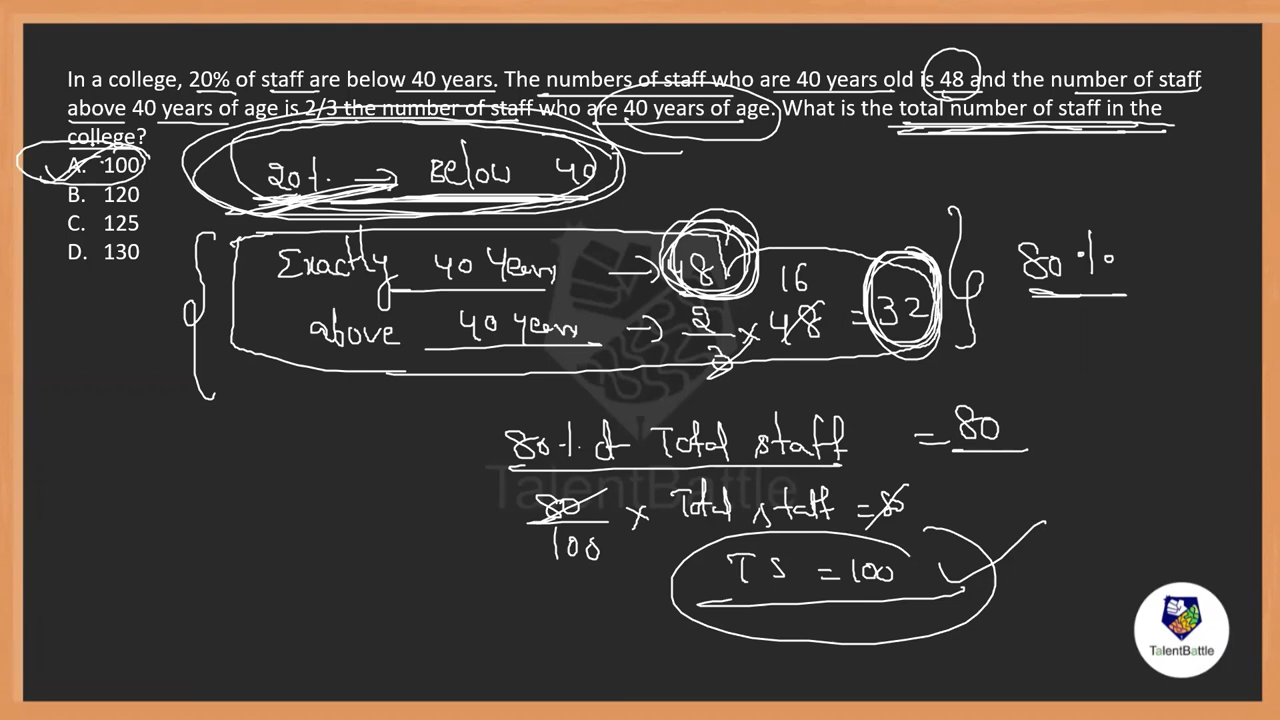 In a college, 20% of staff are below 40 years. The numbers of staff who are 40 years old is 48 and the number of staff
above 40 years of age is 2/3 the number of staff who are 40 years of age. What is the total number of staff in the
college?
A. 100
B. 120
C. 125
D. 130
20% → Below 40
Exactly 40 Years → 48
16
above 40 years → 2/3 × 48 = 32
80%
80% of Total staff = 80
80/100 × Total staff = 80
TS = 100
TalentBattle
TalentBattle